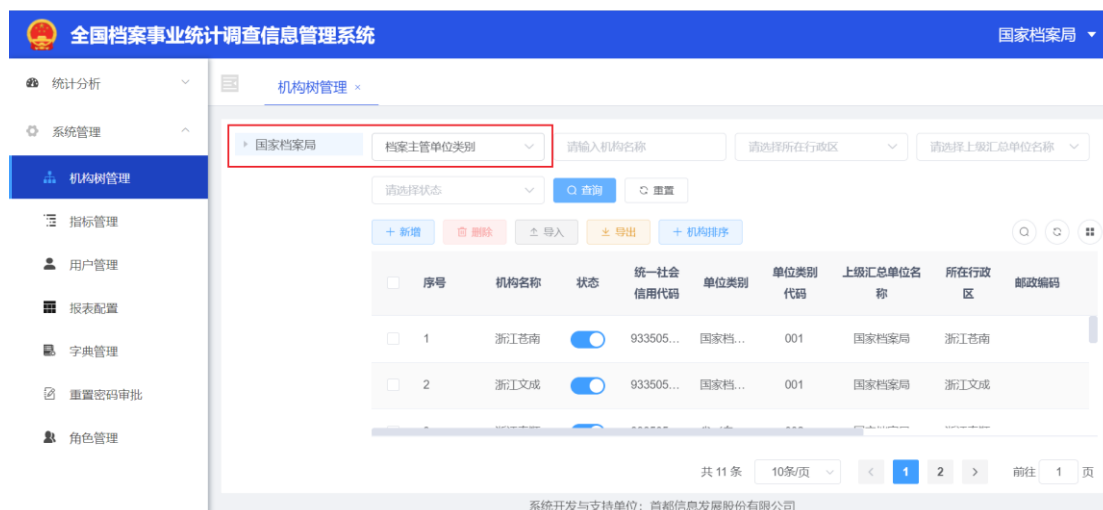 全国档案事业统计调查信息管理系统 国家档案局
统计分析
机构树管理 ×
系统管理
国家档案局 档案主管单位类别 请输入机构名称 请选择所在行政区 请选择上级汇总单位名称
机构树管理
请选择状态 查询 重置
指标管理
+ 新增 删除 导入 导出 + 机构排序
用户管理
序号 机构名称 状态 统一社会信用代码 单位类别 单位类别代码 上级汇总单位名称 所在行政区 邮政编码
报表配置
1 浙江苍南 933505... 国家档... 001 国家档案局 浙江苍南
字典管理
2 浙江文成 933505... 国家档... 001 国家档案局 浙江文成
重置密码审批
角色管理
共 11 条 10条/页 < 1 2 > 前往 1 页
系统开发与支持单位：首都信息发展股份有限公司